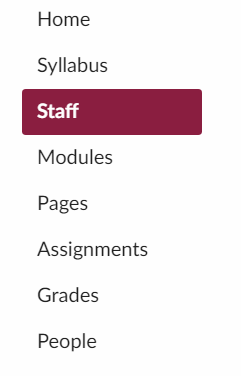 Home
Syllabus
Staff
Modules
Pages
Assignments
Grades
People